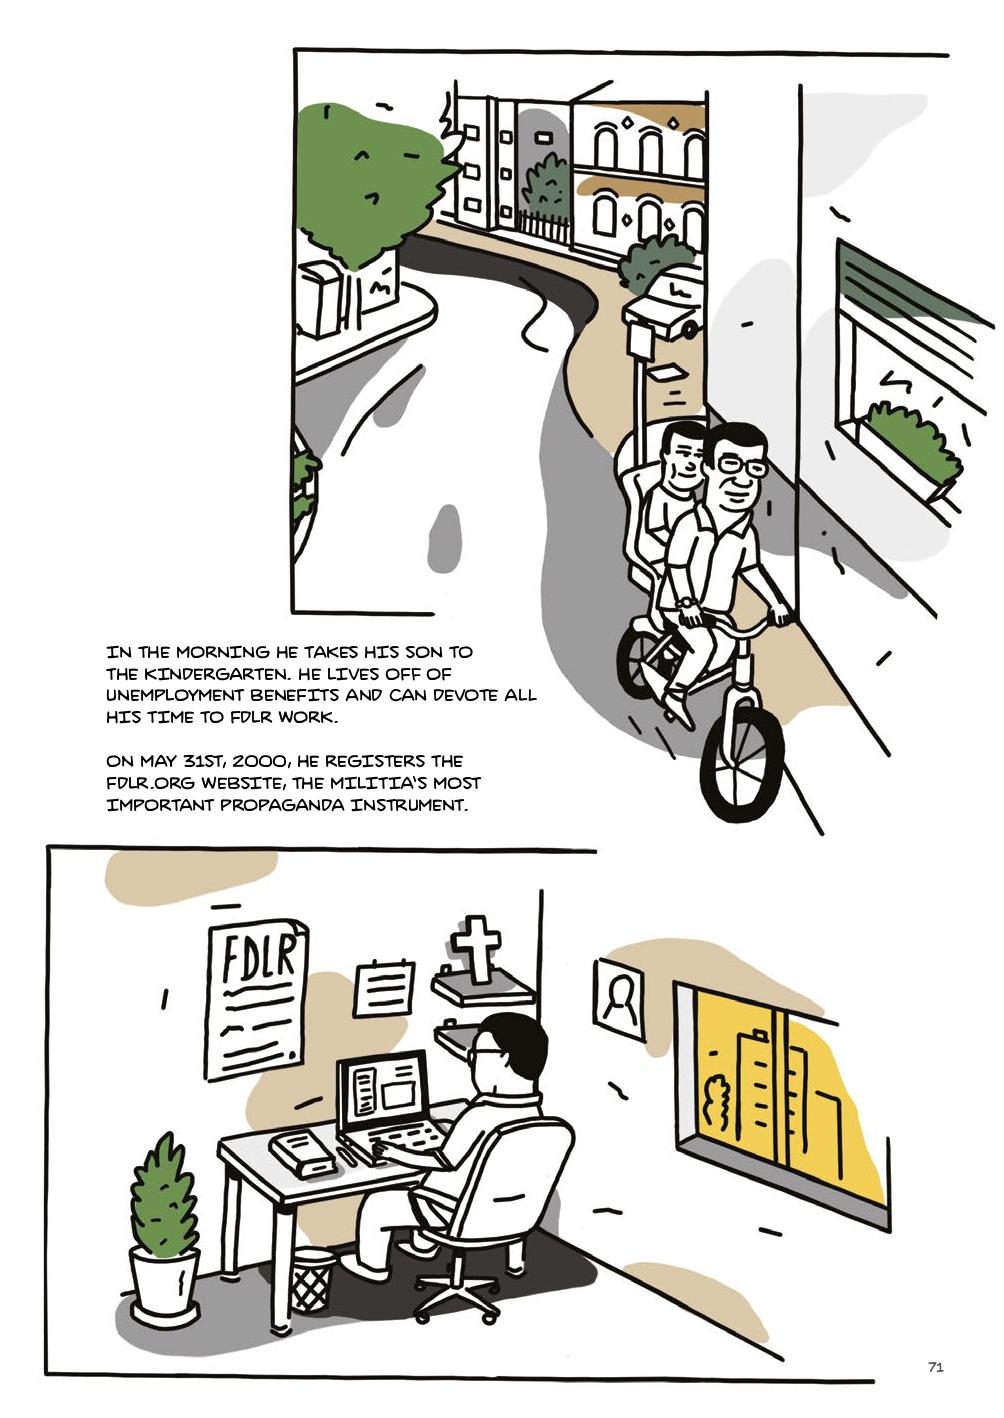 IN THE MORNING HE TAKES HIS SON TO
THE KINDERGARTEN. HE LIVES OFF OF
UNEMPLOYMENT BENEFITS AND CAN DEVOTE ALL
HIS TIME TO FDLR WORK.
ON MAY 31ST, 2000, HE REGISTERS THE
FDLR.ORG WEBSITE, THE MILITIA'S MOST
IMPORTANT PROPAGANDA INSTRUMENT.
FDLR
71